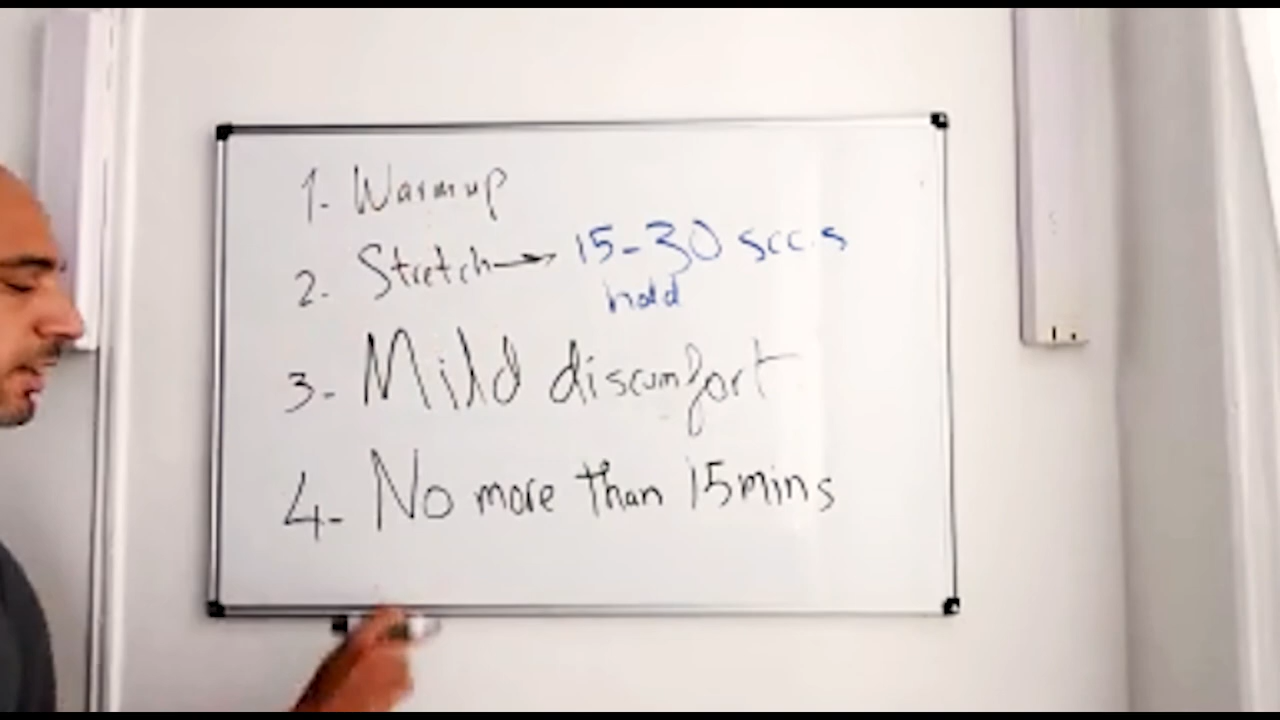 1. Warmup
2. Stretch → 15-30 secs
hold
3- Mild discomfort
4- No more than 15mins